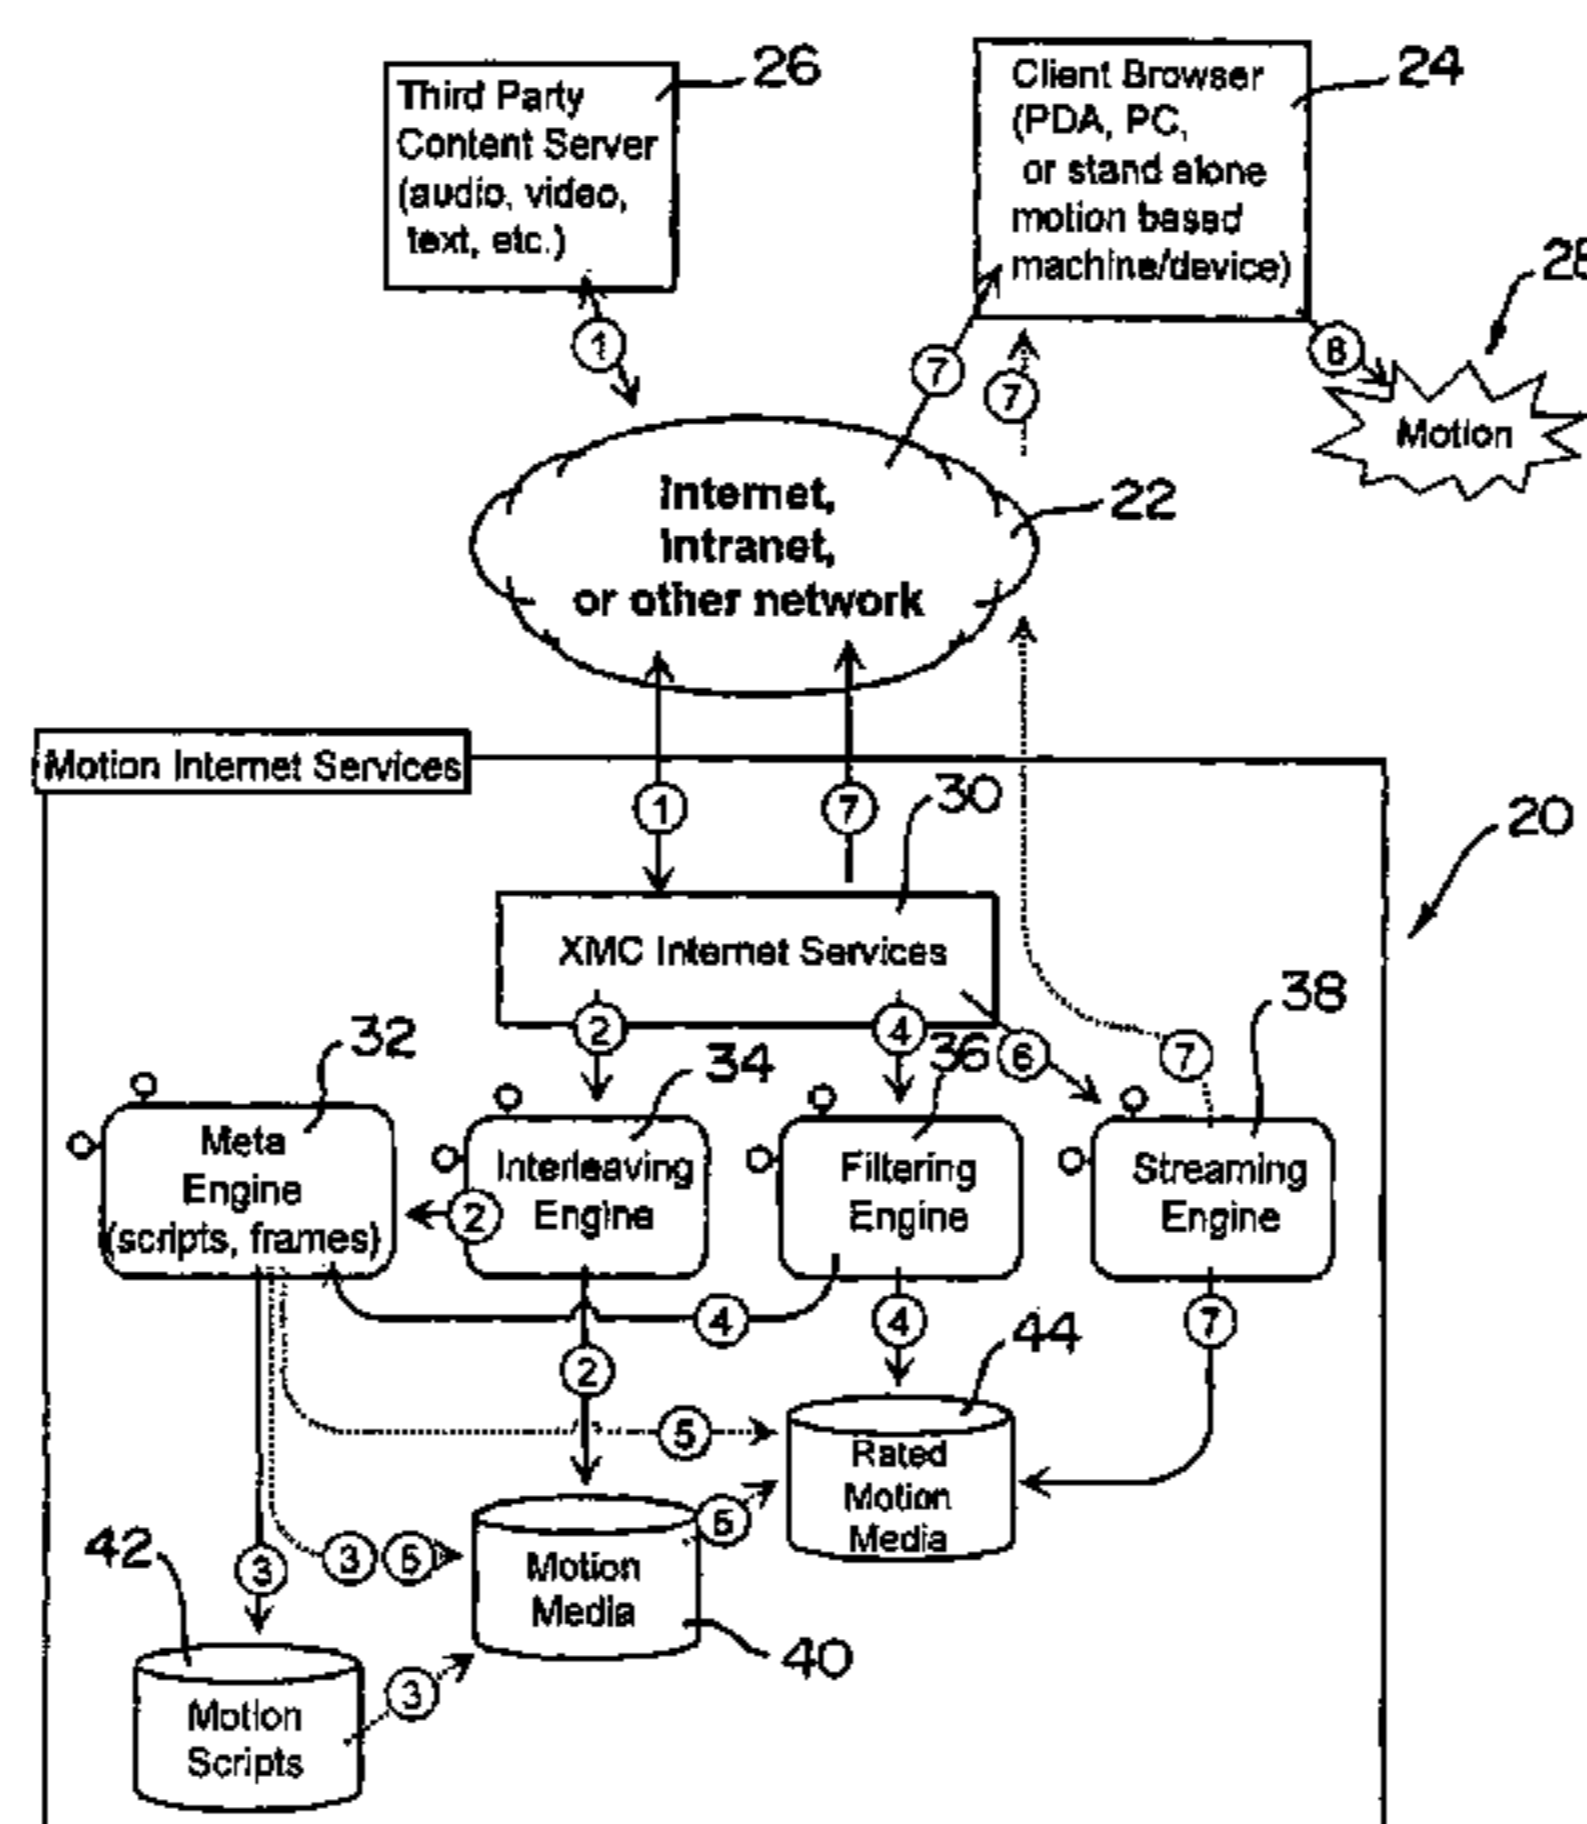 26
Third Party
Content Server
(audio, video,
text, etc.)
24
Client Browser
(PDA, PC,
or stand alone
motion based
machine/device)
1
7
7
8
Motion
Internet,
Intranet,
or other network
22
Motion Internet Services
1
7
30
20
XMC Internet Services
2
4
6
7
38
32
34
36
Meta
Engine
(scripts, frames)
2
Interleaving
Engine
Filtering
Engine
Streaming
Engine
4
4
7
2
44
5
Rated
Motion
Media
5
42
3
3
5
Motion
Media
40
3
Motion
Scripts